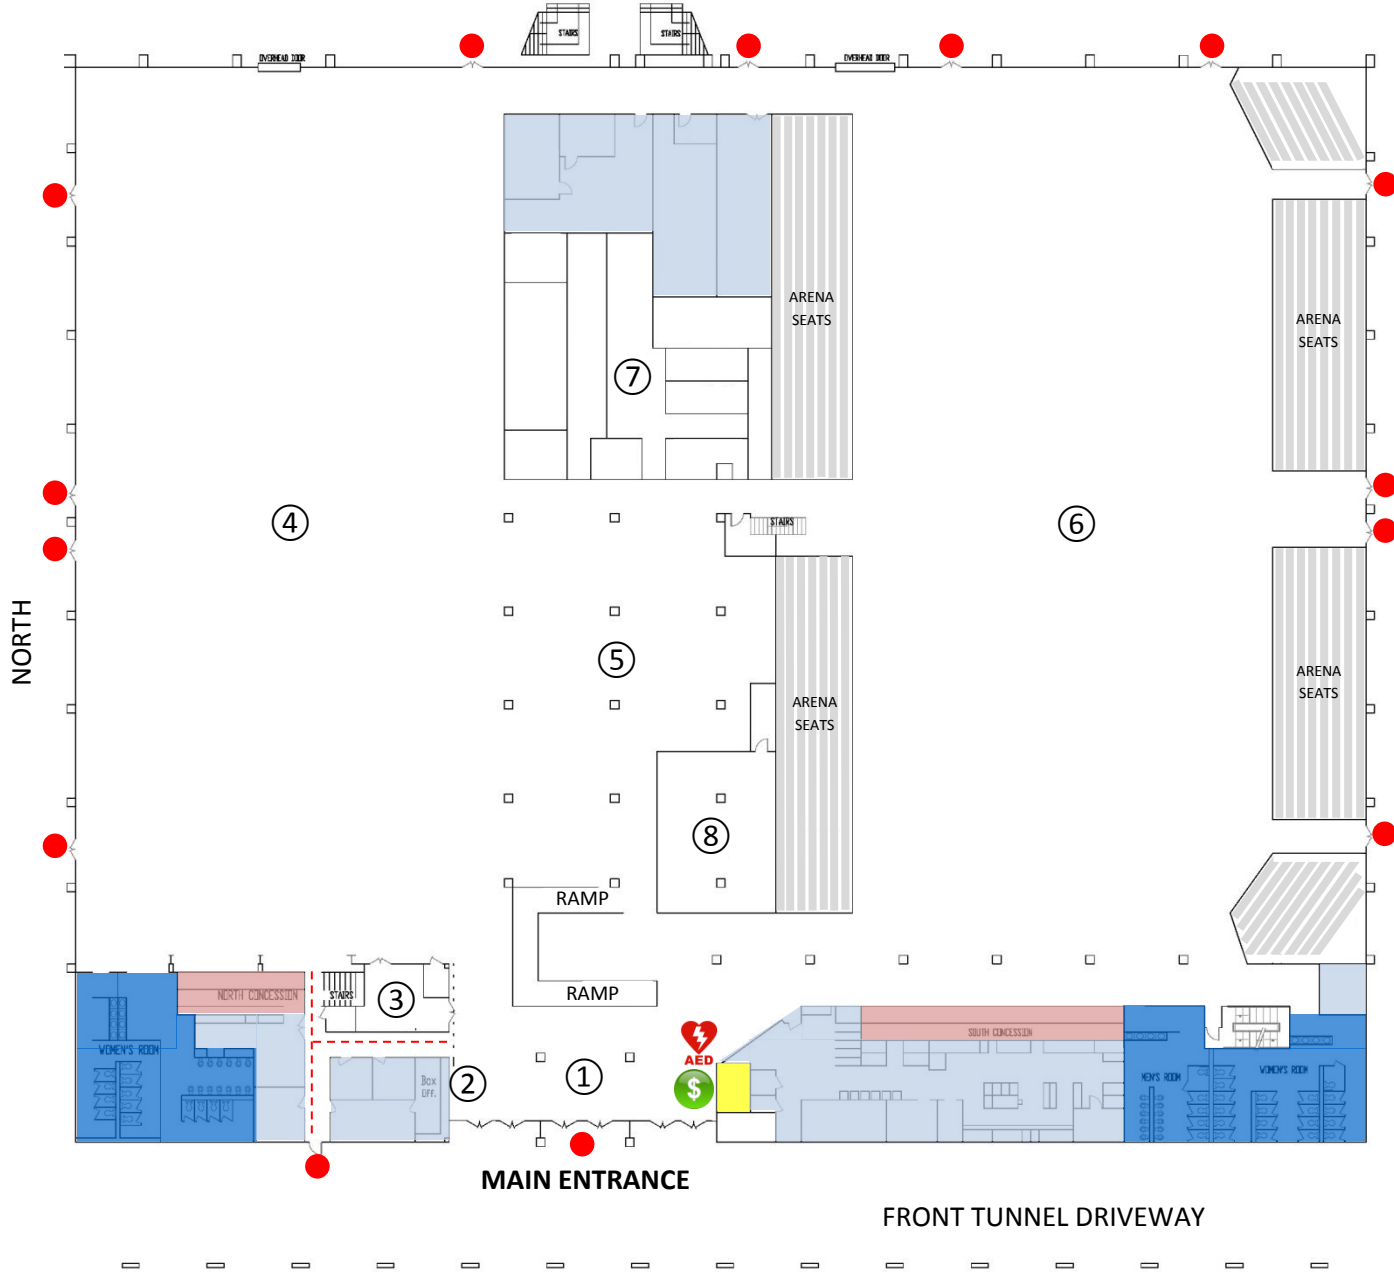 STAIRS
STAIRS
OVERHEAD DOOR
OVERHEAD DOOR
ARENA
SEATS
ARENA
SEATS
7
4
STAIRS
6
NORTH
5
ARENA
SEATS
ARENA
SEATS
8
RAMP
RAMP
NORTH CONCESSION
STAIRS
3
WOMEN'S ROOM
Box
OFF.
2
1
AED
$
SOUTH CONCESSION
MEN'S ROOM
WOMEN'S ROOM
MAIN ENTRANCE
FRONT TUNNEL DRIVEWAY